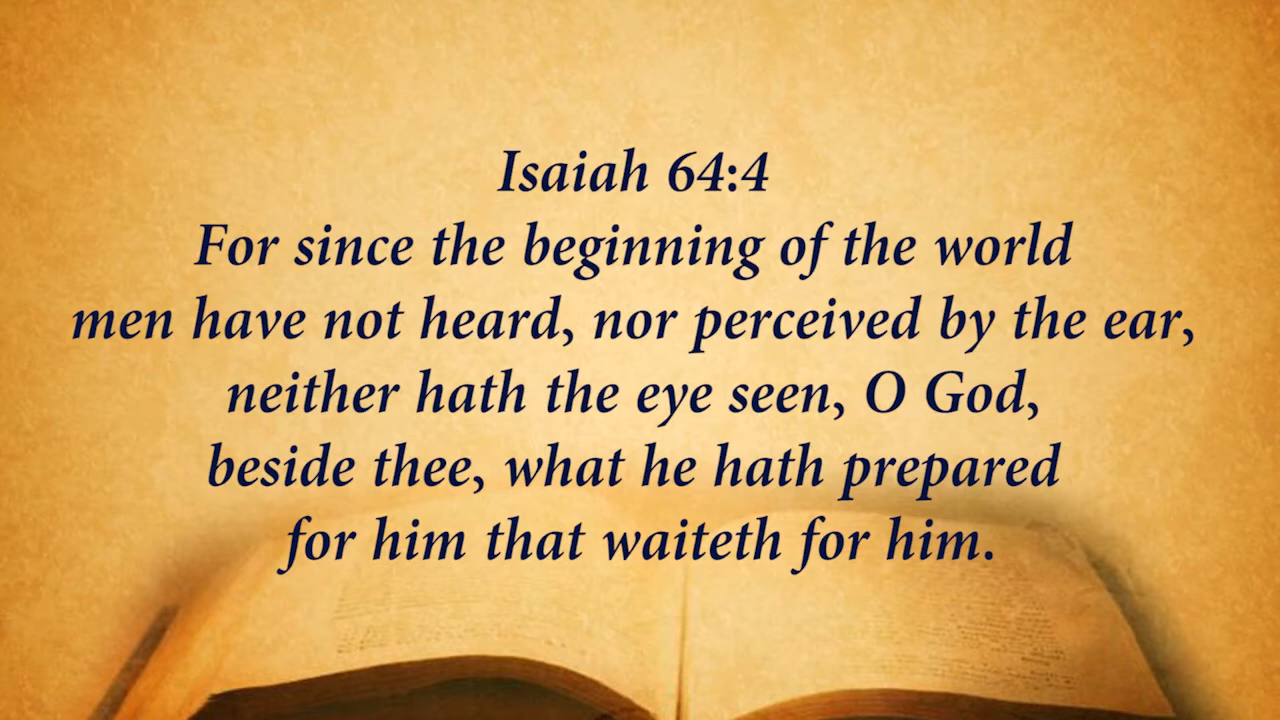 Isaiah 64:4
For since the beginning of the world
men have not heard, nor perceived by the ear,
neither hath the eye seen, O God,
beside thee, what he hath prepared
for him that waiteth for him.